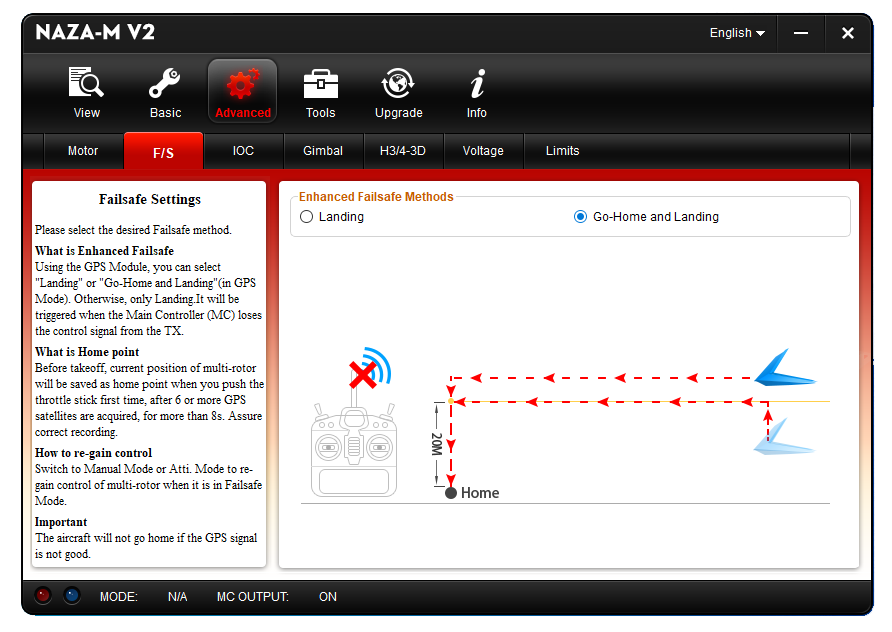 NAZA-M V2
English
View Basic Advanced Tools Upgrade Info
Motor F/S IOC Gimbal H3/4-3D Voltage Limits
Failsafe Settings
Please select the desired Failsafe method.
What is Enhanced Failsafe
Using the GPS Module, you can select
"Landing" or "Go-Home and Landing"(in GPS
Mode). Otherwise, only Landing.It will be
triggered when the Main Controller (MC) loses
the control signal from the TX.
What is Home point
Before takeoff, current position of multi-rotor
will be saved as home point when you push the
throttle stick first time, after 6 or more GPS
satellites are acquired, for more than 8s. Assure
correct recording.
How to re-gain control
Switch to Manual Mode or Atti. Mode to re-
gain control of multi-rotor when it is in Failsafe
Mode.
Important
The aircraft will not go home if the GPS signal
is not good.
Enhanced Failsafe Methods
Landing Go-Home and Landing
20M
Home
MODE: N/A MC OUTPUT: ON